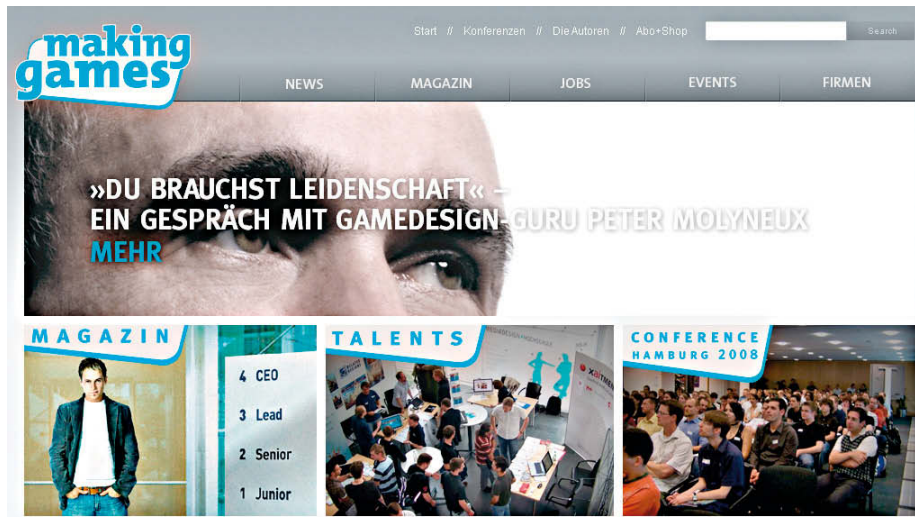 making
games
Start // Konferenzen // Die Autoren // Abo+Shop
Search
NEWS MAGAZIN JOBS EVENTS FIRMEN
»DU BRAUCHST LEIDENSCHAFT« –
EIN GESPRÄCH MIT GAMEDESIGN-GURU PETER MOLYNEUX
MEHR
MAGAZIN
4 CEO
3 Lead
2 Senior
1 Junior
TALENTS
CONFERENCE
HAMBURG 2008